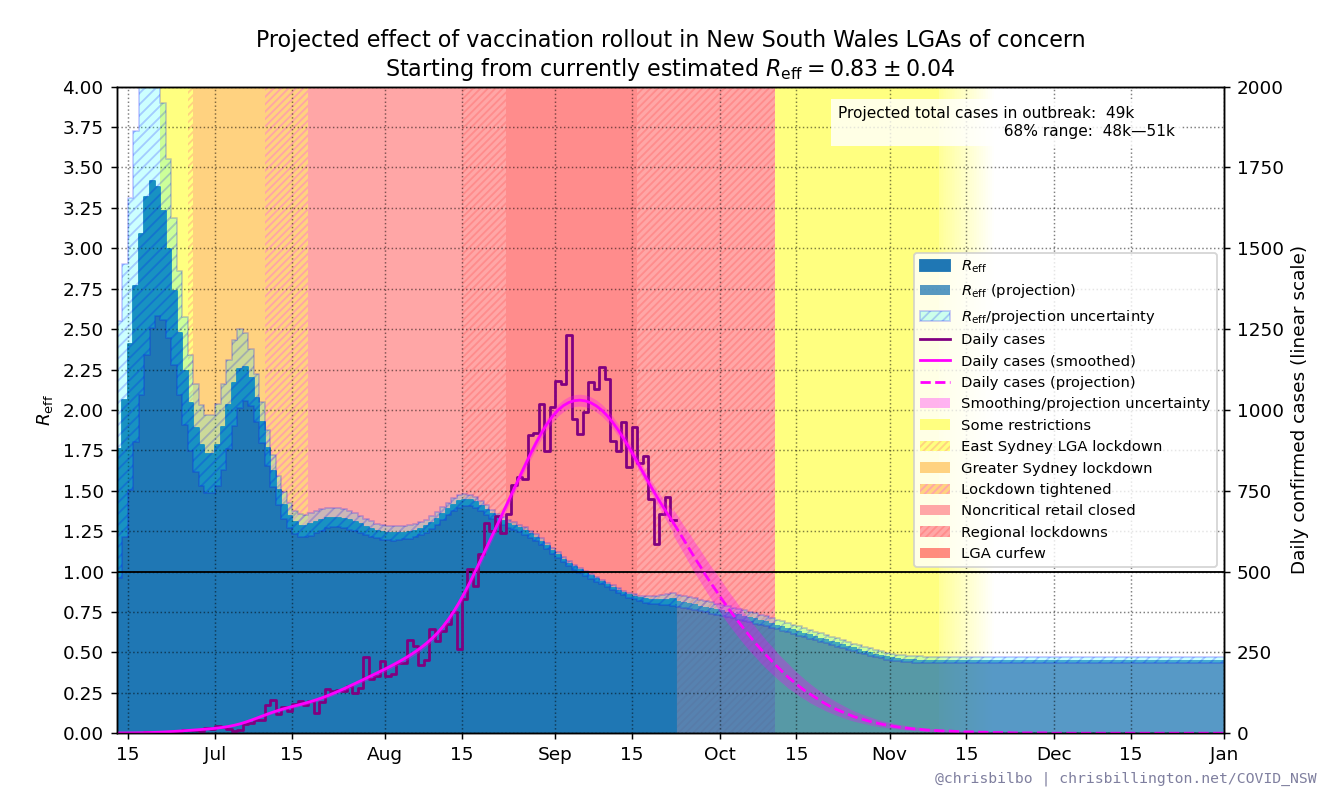 Projected effect of vaccination rollout in New South Wales LGAs of concern
Starting from currently estimated R_eff = 0.83 ± 0.04
4.00
3.75
3.50
3.25
3.00
2.75
2.50
2.25
2.00
1.75
1.50
1.25
1.00
0.75
0.50
0.25
0.00
R_eff
Projected total cases in outbreak: 49k
68% range: 48k—51k
R_eff
R_eff (projection)
R_eff/projection uncertainty
Daily cases
Daily cases (smoothed)
Daily cases (projection)
Smoothing/projection uncertainty
Some restrictions
East Sydney LGA lockdown
Greater Sydney lockdown
Lockdown tightened
Noncritical retail closed
Regional lockdowns
LGA curfew
2000
1750
1500
1250
1000
750
500
250
0
Daily confirmed cases (linear scale)
15 Jul 15 Aug 15 Sep 15 Oct 15 Nov 15 Dec 15 Jan
@chrisbilbo | chrisbillington.net/COVID_NSW